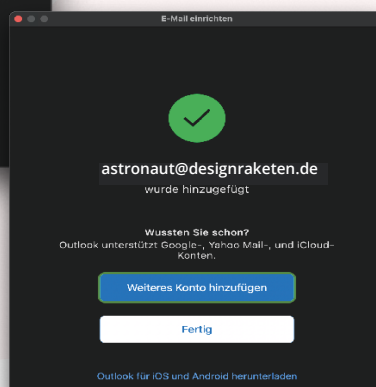 E-Mail einrichten
astronaut@designraketen.de
wurde hinzugefügt
Wussten Sie schon?
Outlook unterstützt Google-, Yahoo Mail-, und iCloud-
Konten.
Weiteres Konto hinzufügen
Fertig
Outlook für iOS und Android herunterladen